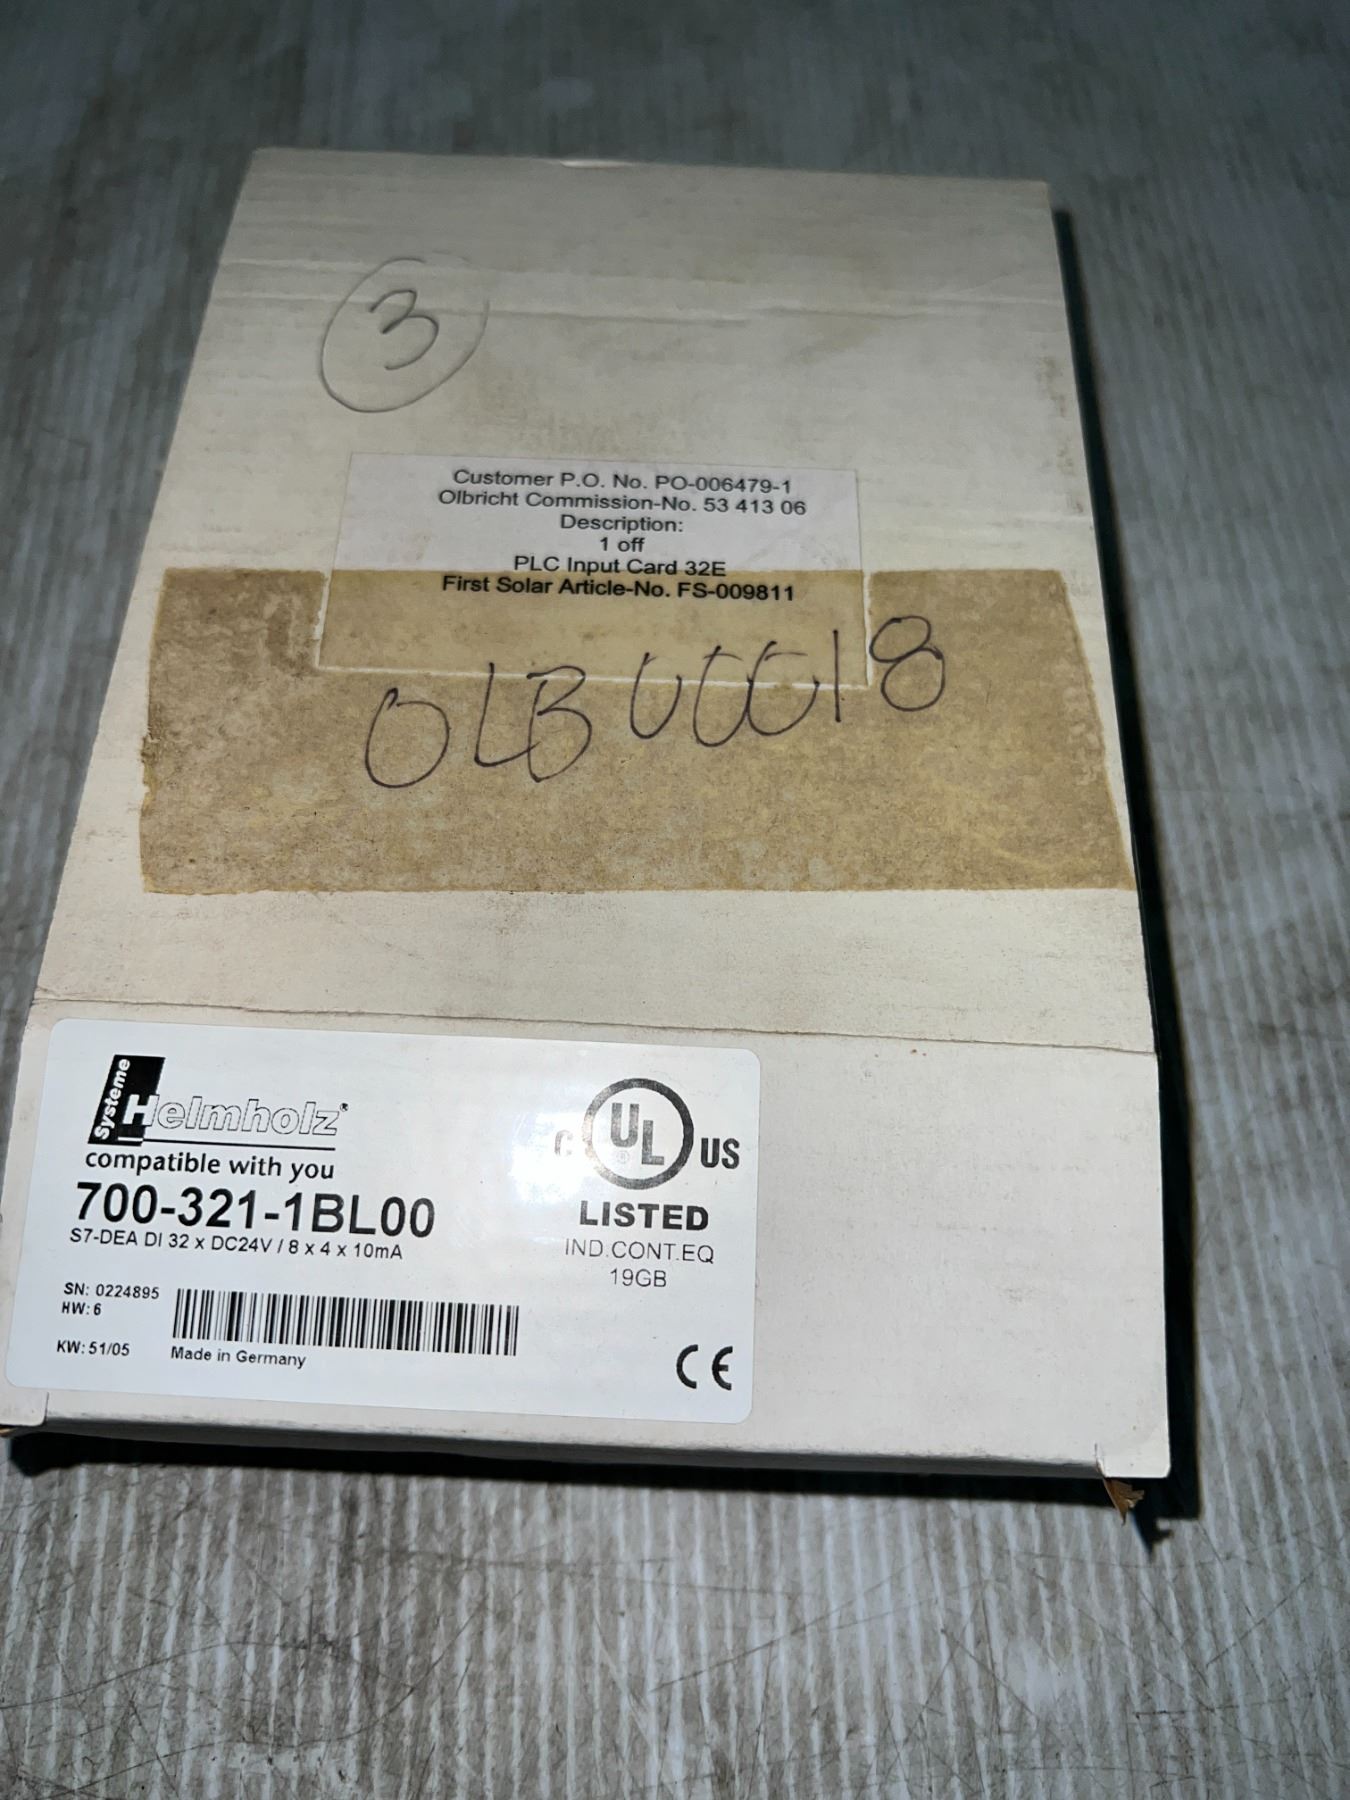 3
Customer P.O. No. PO-006479-1
Olbricht Commission-No. 53 413 06
Description:
1 off
PLC Input Card 32E
First Solar Article-No. FS-009811
OLB00018
Systeme
Helmholz®
compatible with you
700-321-1BL00
S7-DEA DI 32 x DC24V / 8 x 4 x 10mA
SN: 0224895
HW: 6
KW: 51/05
Made in Germany
C UL US
LISTED
IND.CONT.EQ
19GB
CE